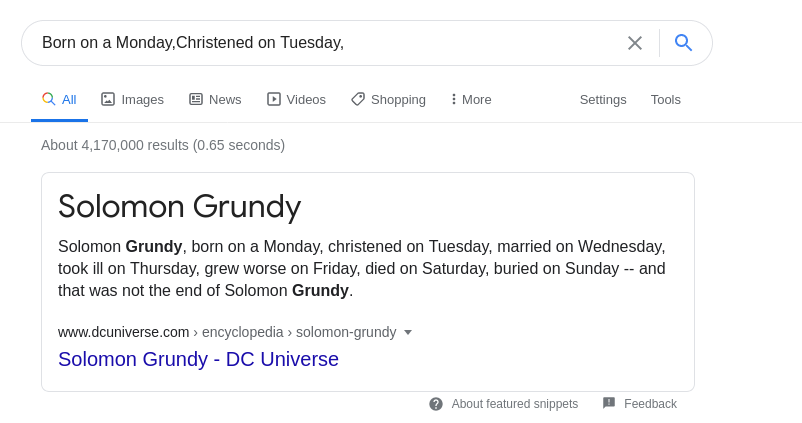 Born on a Monday,Christened on Tuesday,
All Images News Videos Shopping More Settings Tools
About 4,170,000 results (0.65 seconds)
Solomon Grundy
Solomon Grundy, born on a Monday, christened on Tuesday, married on Wednesday,
took ill on Thursday, grew worse on Friday, died on Saturday, buried on Sunday -- and
that was not the end of Solomon Grundy.
www.dcuniverse.com › encyclopedia › solomon-grundy
Solomon Grundy - DC Universe
About featured snippets Feedback